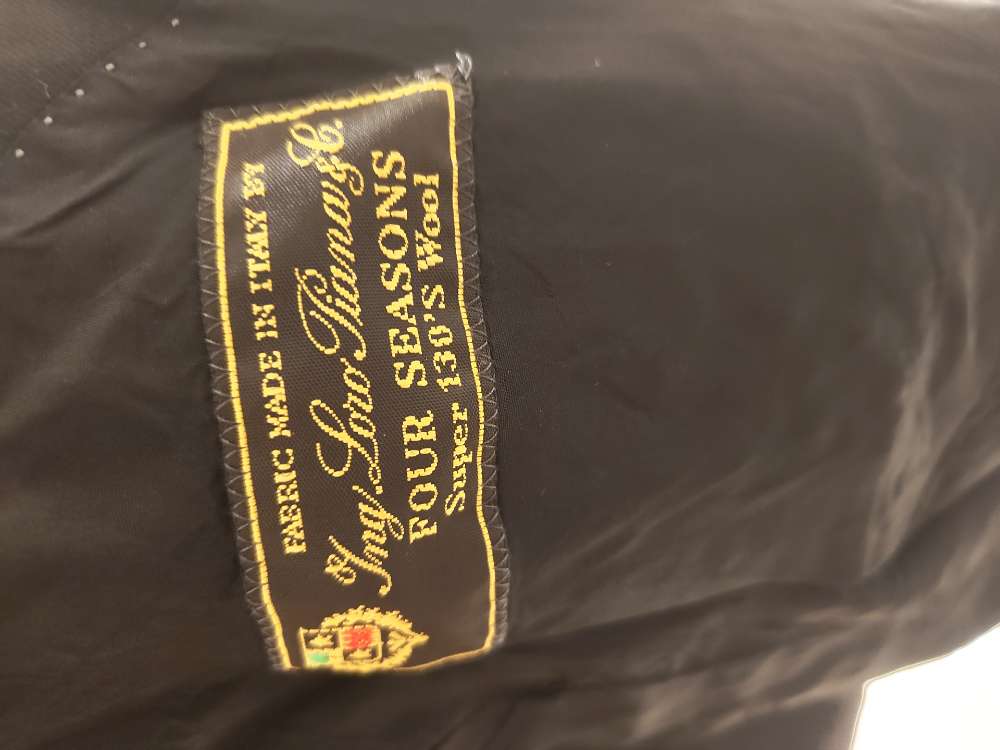 FABRIC MADE IN ITALY BY
Ing. Loro Piana & C.
FOUR SEASONS
Super 130'S Wool